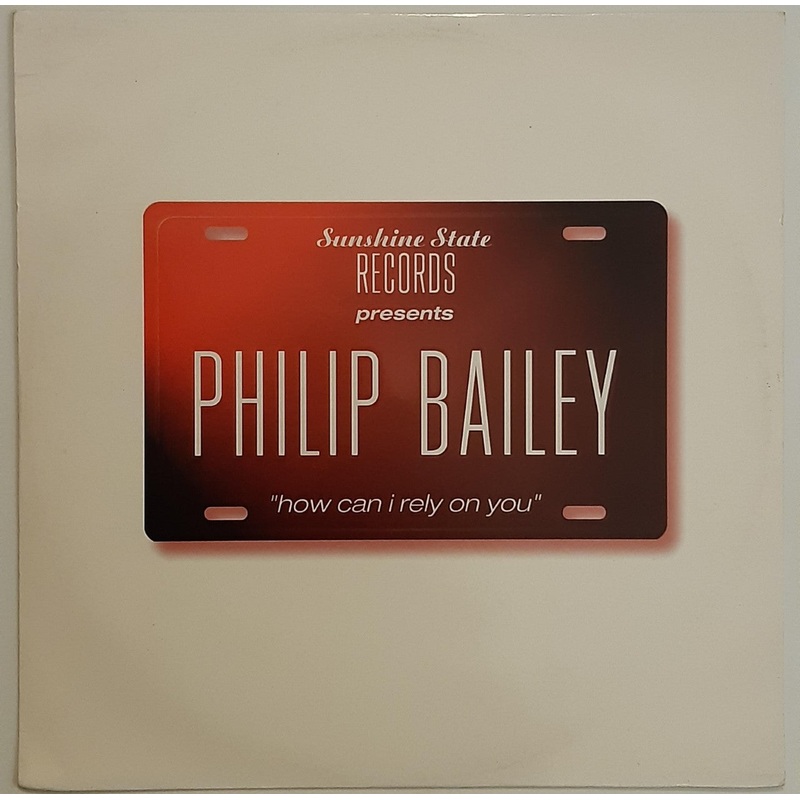 Sunshine State
RECORDS
presents
PHILIP BAILEY
"how can i rely on you"